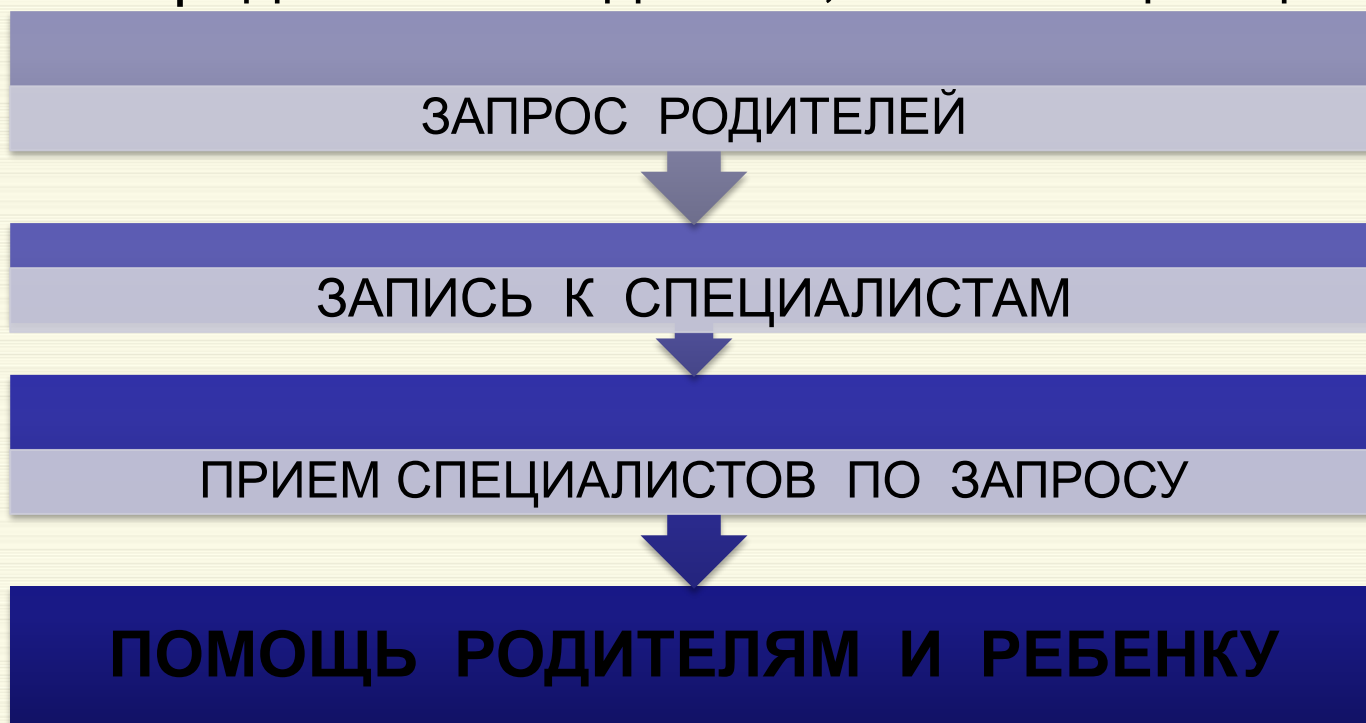 ЗАПРОС РОДИТЕЛЕЙ
ЗАПИСЬ К СПЕЦИАЛИСТАМ
ПРИЕМ СПЕЦИАЛИСТОВ ПО ЗАПРОСУ
ПОМОЩЬ РОДИТЕЛЯМ И РЕБЕНКУ